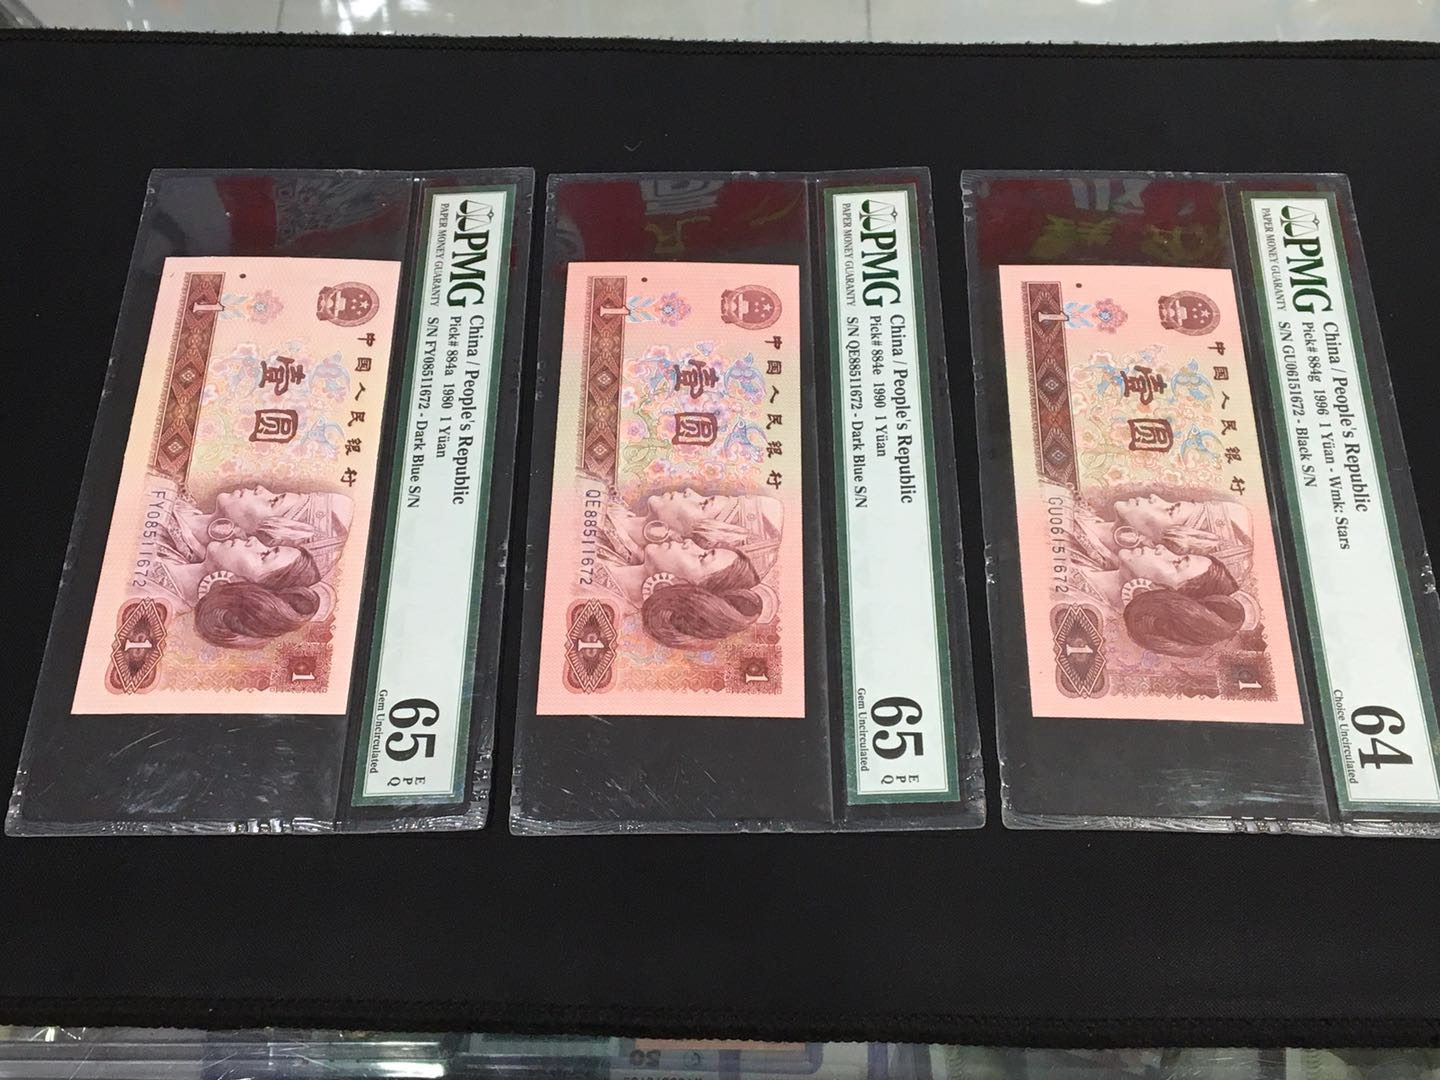 PMG
PAPER MONEY GUARANTY
China / People's Republic
Pick# 884a 1980 1 Yüan
S/N FY08511672 - Dark Blue S/N
65 EPQ
Gem Uncirculated
中国人民银行
壹圆
1
FY08511672
1
1
PMG
PAPER MONEY GUARANTY
China / People's Republic
Pick# 884e 1990 1 Yüan
S/N QE88511672 - Dark Blue S/N
65 EPQ
Gem Uncirculated
中国人民银行
壹圆
1
QE88511672
1
1
PMG
PAPER MONEY GUARANTY
China / People's Republic
Pick# 884g 1996 1 Yüan - Wmk: Stars
S/N GU06151672 - Black S/N
64
Choice Uncirculated
中国人民银行
壹圆
1
GU06151672
1
1